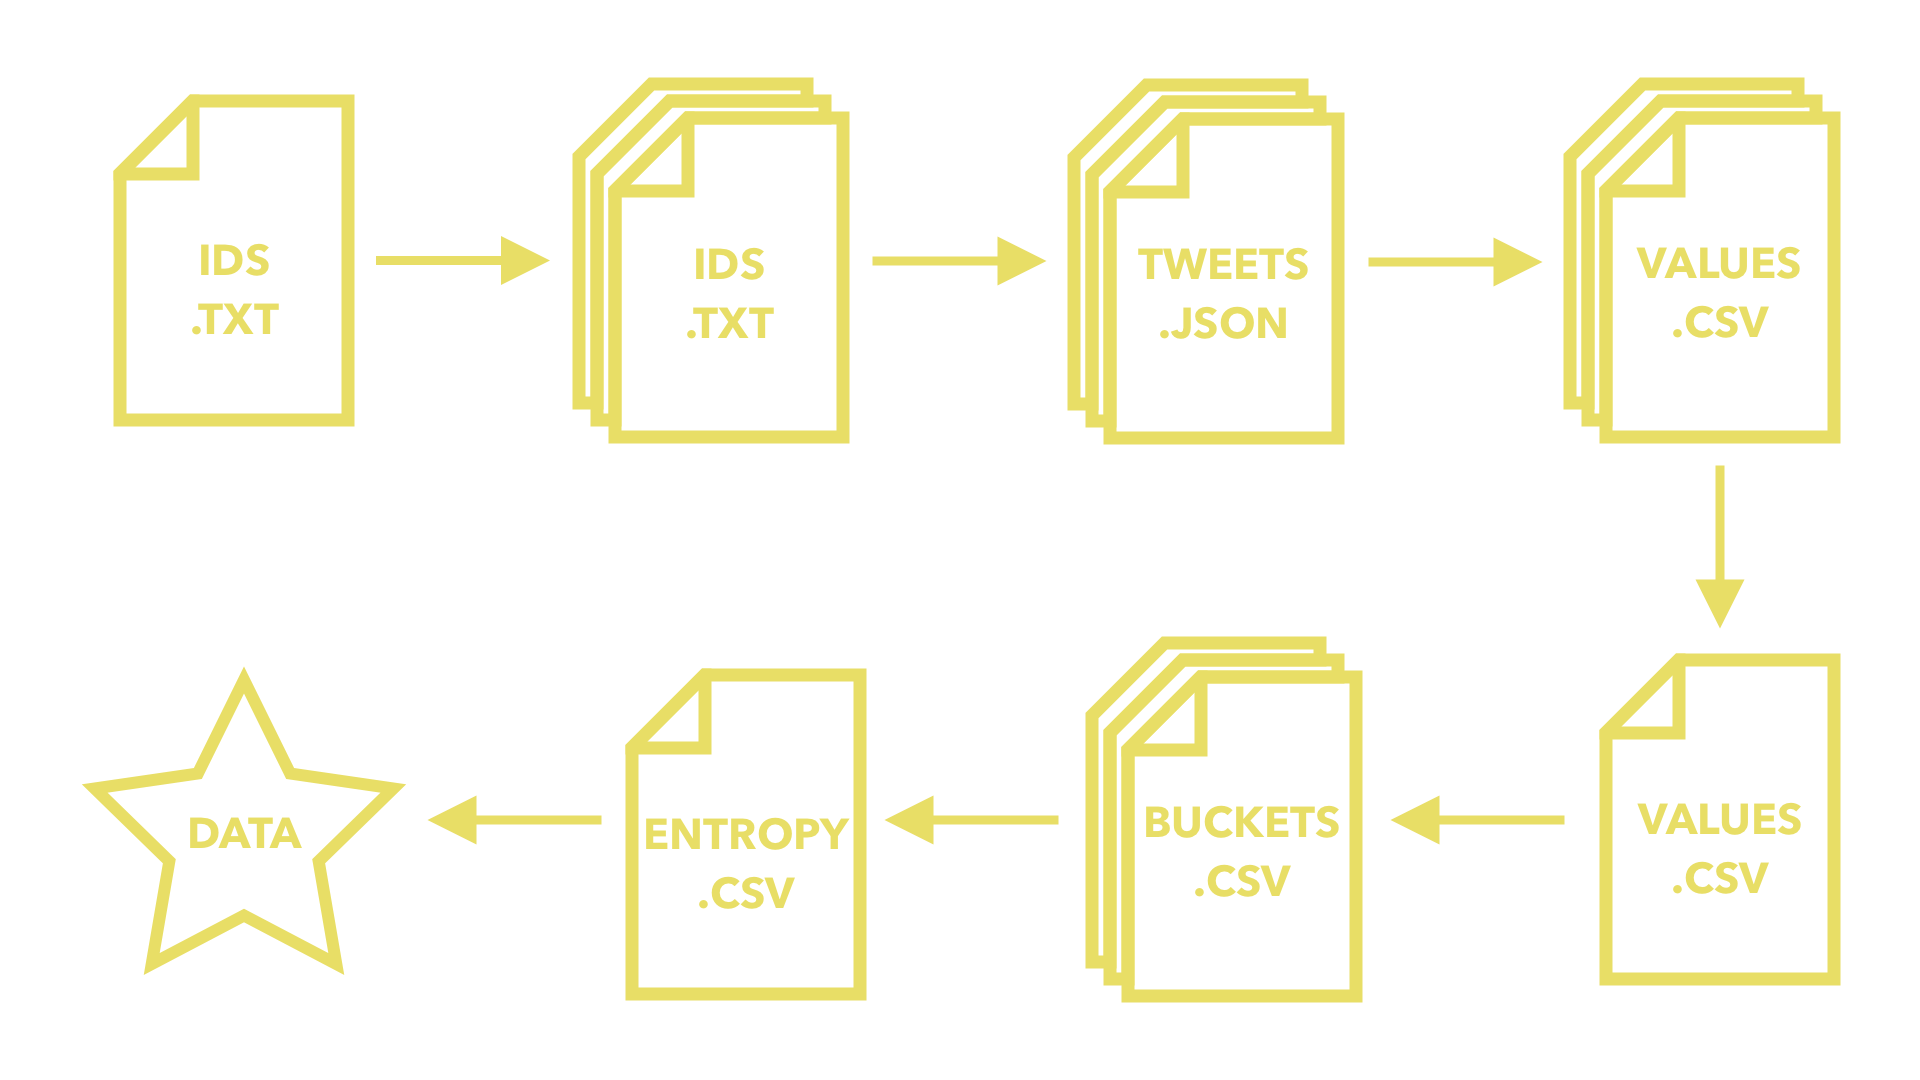 IDS
.TXT
IDS
.TXT
TWEETS
.JSON
VALUES
.CSV
VALUES
.CSV
BUCKETS
.CSV
ENTROPY
.CSV
DATA